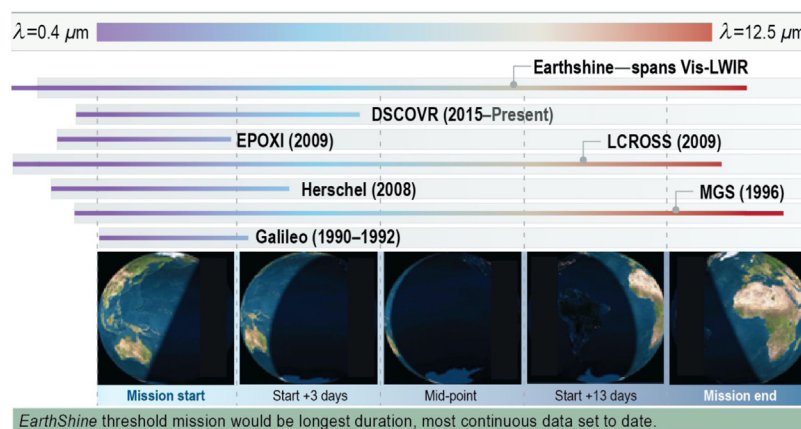 λ=0.4 μm
λ=12.5 μm
Earthshine—spans Vis-LWIR
DSCOVR (2015–Present)
EPOXI (2009)
LCROSS (2009)
Herschel (2008)
MGS (1996)
Galileo (1990–1992)
Mission start
Start +3 days
Mid-point
Start +13 days
Mission end
EarthShine threshold mission would be longest duration, most continuous data set to date.